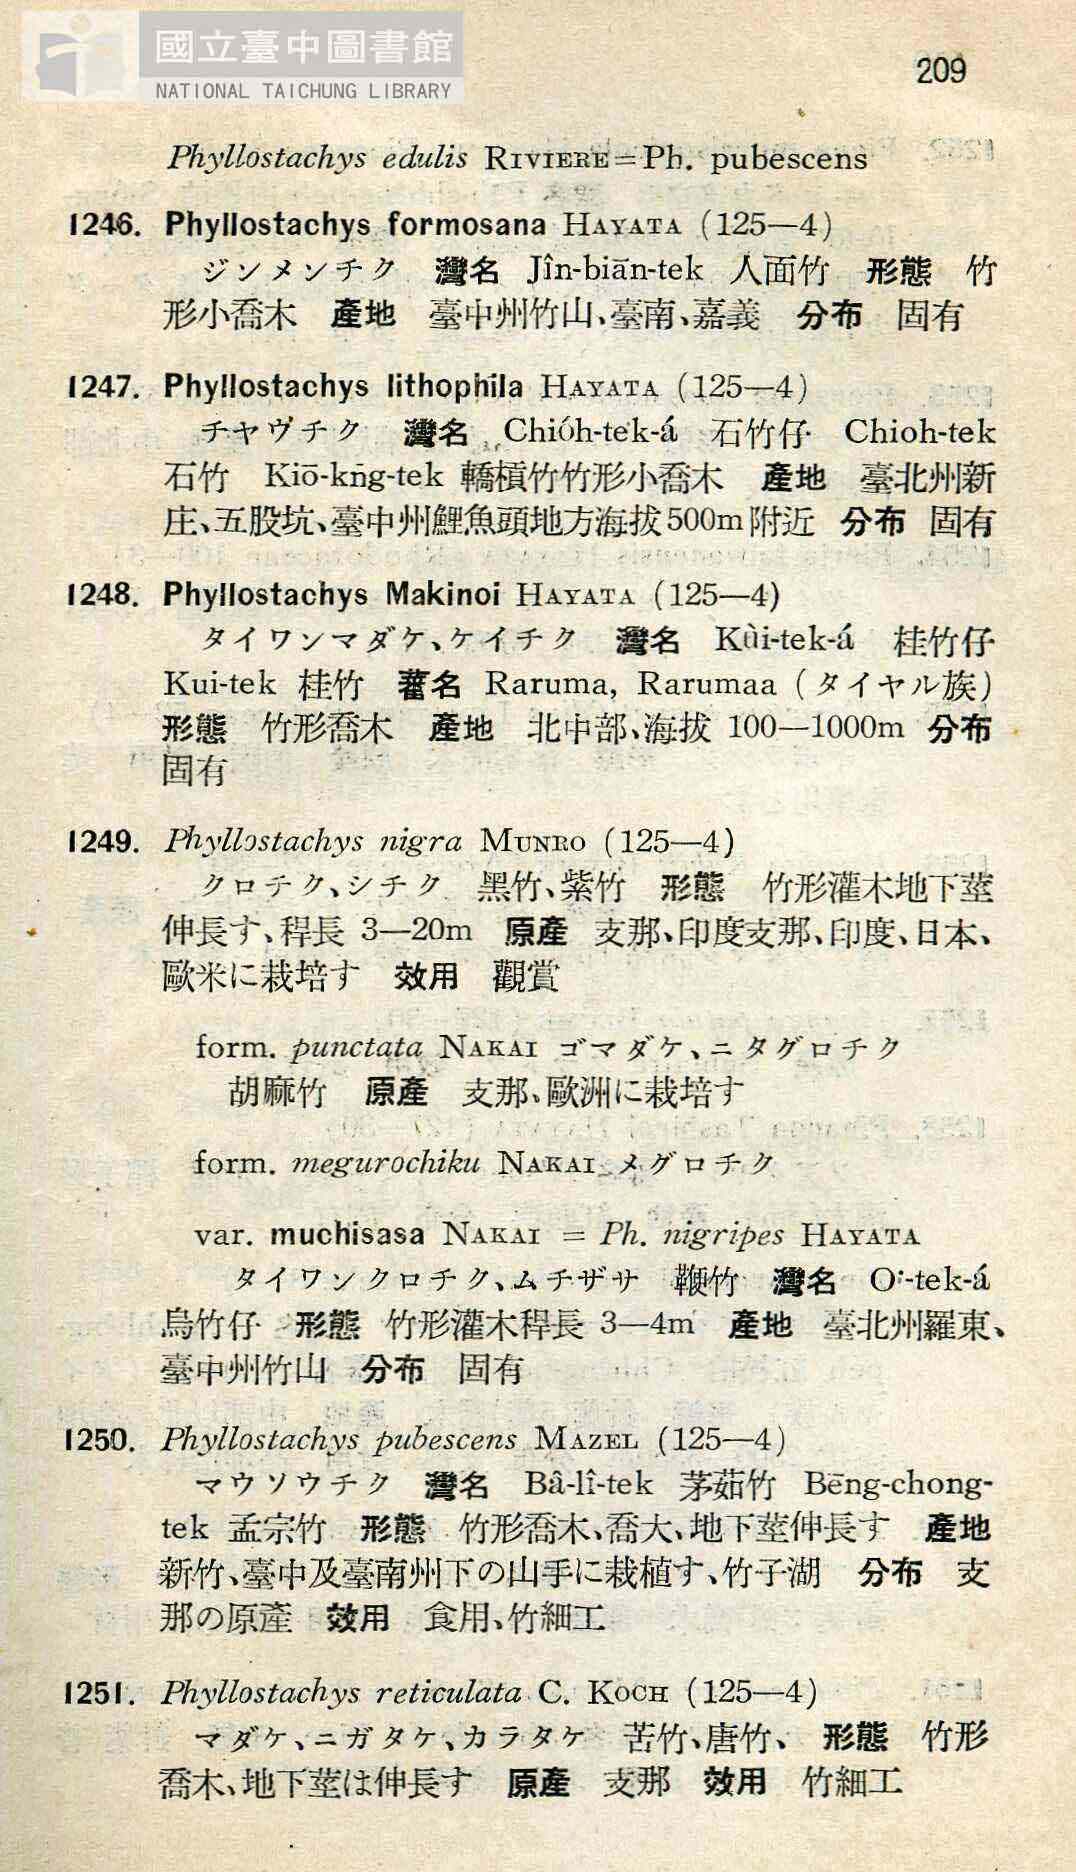 國立臺中圖書館
NATIONAL TAICHUNG LIBRARY
209
Phyllostachys edulis RIVIERE=Ph. pubescens
1246. Phyllostachys formosana HAYATA (125—4)
ジンメンチク 灣名 Jîn-biān-tek 人面竹 形態 竹
形小喬木 產地 臺中州竹山、臺南、嘉義 分布 固有
1247. Phyllostachys lithophila HAYATA (125—4)
チヤヴチク 灣名 Chióh-tek-á 石竹仔 Chioh-tek
石竹 Kiō-kńg-tek 轎槓竹竹形小喬木 產地 臺北州新
庄、五股坑、臺中州鯉魚頭地方海拔500m附近 分布 固有
1248. Phyllostachys Makinoi HAYATA (125—4)
タイワンマダケ、ケイチク 灣名 Kùi-tek-á 桂竹仔
Kui-tek 桂竹 蕃名 Raruma, Rarumaa (タイヤル族)
形態 竹形喬木 產地 北中部、海拔 100—1000m 分布
固有
1249. Phyllostachys nigra MUNRO (125—4)
クロチク、シチク 黑竹、紫竹 形態 竹形灌木地下莖
伸長す、稈長 3—20m 原產 支那、印度支那、印度、日本、
歐米に栽培す 效用 觀賞
form. punctata NAKAI ゴマダケ、ニタグロチク
胡麻竹 原產 支那、歐洲に栽培す
form. megurochiku NAKAI メグロチク
var. muchisasa NAKAI = Ph. nigripes HAYATA
タイワンクロチク、ムチザサ 鞭竹 灣名 O·-tek-á
烏竹仔 形態 竹形灌木稈長 3—4m 產地 臺北州羅東、
臺中州竹山 分布 固有
1250. Phyllostachys pubescens MAZEL (125—4)
マウソウチク 灣名 Bâ-lî-tek 茅茹竹 Bēng-chong-
tek 孟宗竹 形態 竹形喬木、喬大、地下莖伸長す 產地
新竹、臺中及臺南州下の山手に栽植す、竹子湖 分布 支
那の原產 效用 食用、竹細工
1251. Phyllostachys reticulata C. KOCH (125—4)
マダケ、ニガタケ、カラタケ 苦竹、唐竹、 形態 竹形
喬木、地下莖は伸長す 原產 支那 效用 竹細工